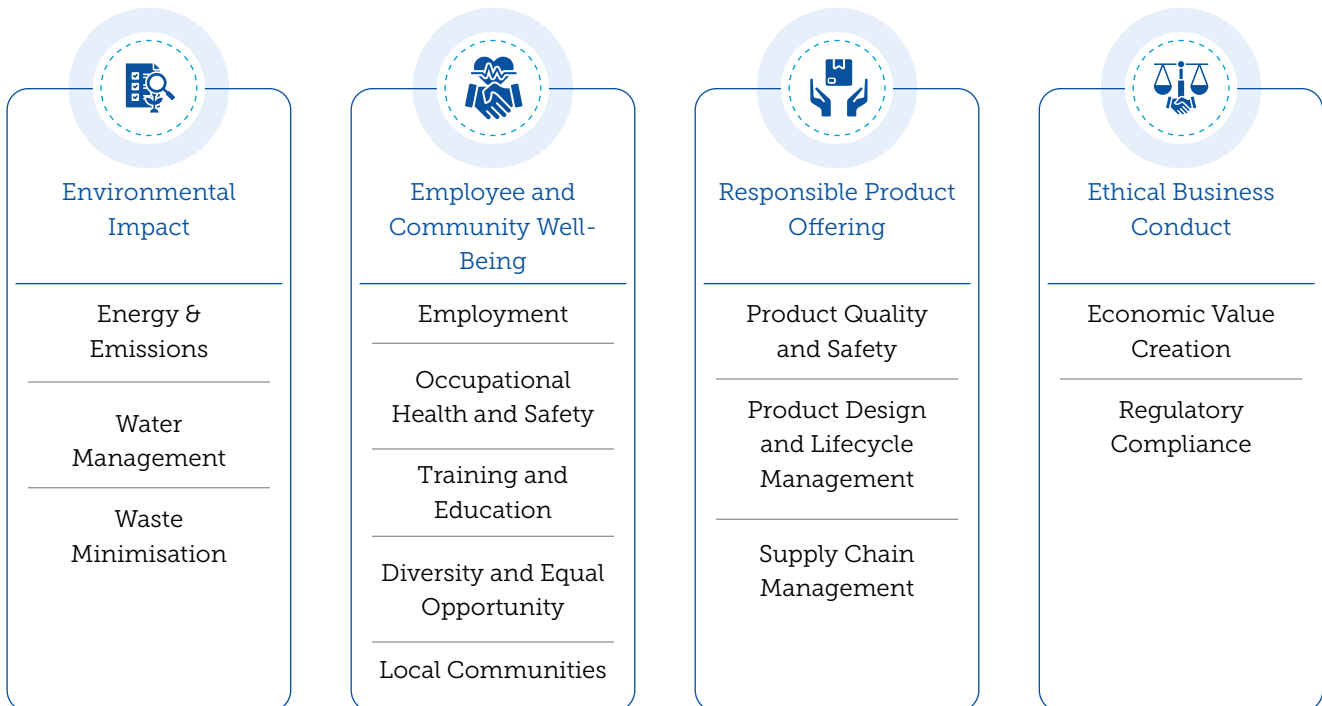 Environmental
Impact
Energy &
Emissions
Water
Management
Waste
Minimisation
Employee and
Community Well-
Being
Employment
Occupational
Health and Safety
Training and
Education
Diversity and Equal
Opportunity
Local Communities
Responsible Product
Offering
Product Quality
and Safety
Product Design
and Lifecycle
Management
Supply Chain
Management
Ethical Business
Conduct
Economic Value
Creation
Regulatory
Compliance